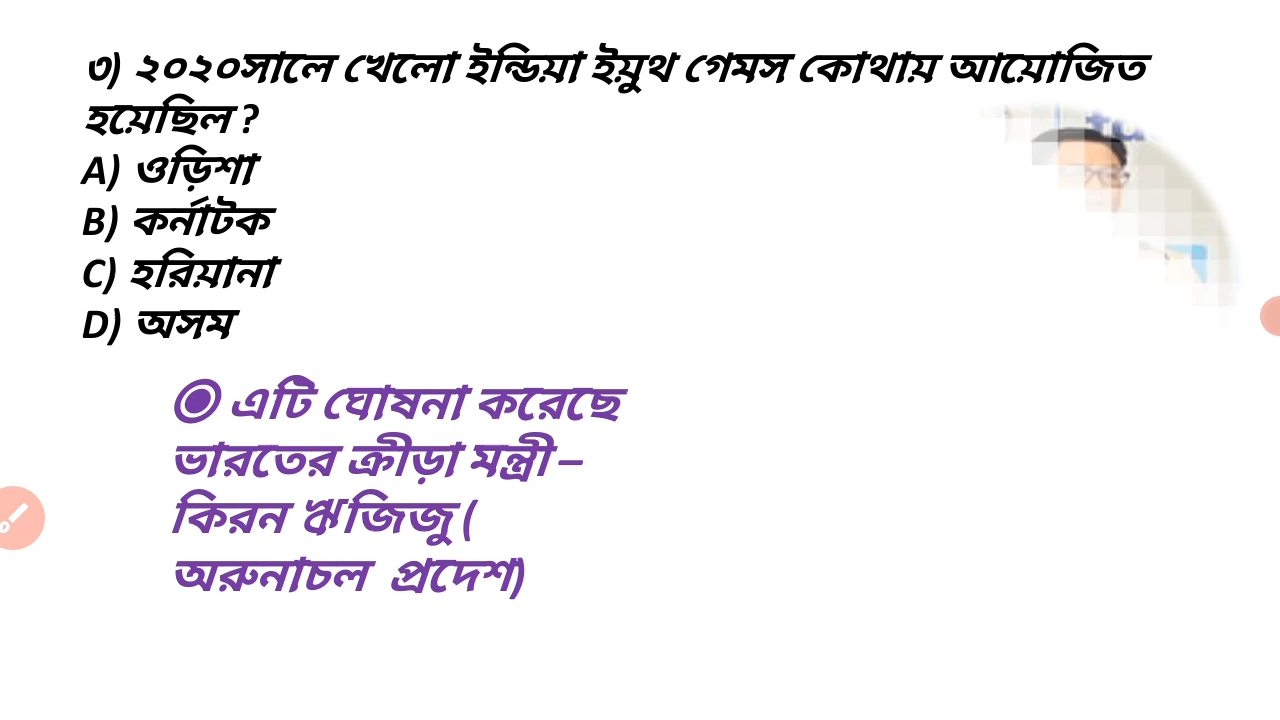 ৩) ২০২০সালে খেলো ইন্ডিয়া ইয়ুথ গেমস কোথায় আয়োজিত
হয়েছিল ?
A) ওড়িশা
B) কর্নাটক
C) হরিয়ানা
D) অসম
◉ এটি ঘোষনা করেছে
ভারতের ক্রীড়া মন্ত্রী –
কিরন ঋজিজু (
অরুনাচল প্রদেশ)